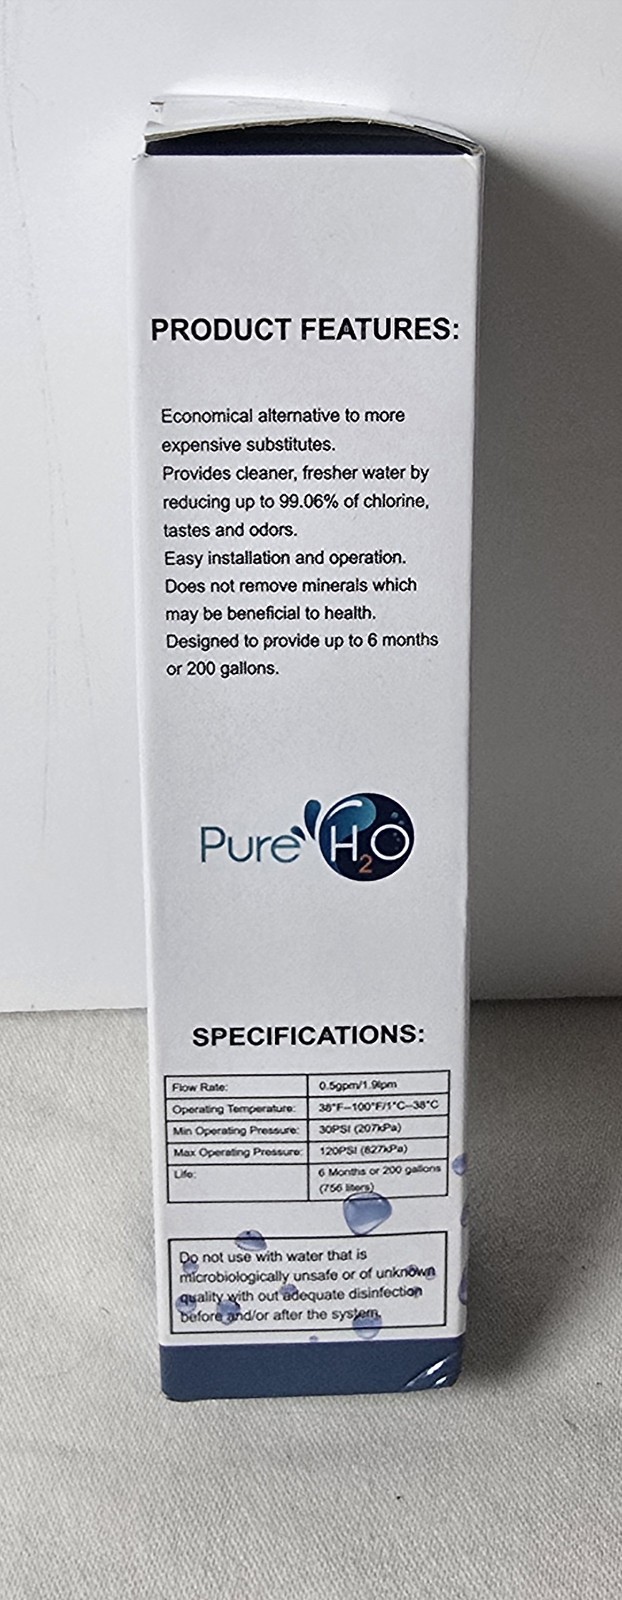 PRODUCT FEATURES:
Economical alternative to more
expensive substitutes.
Provides cleaner, fresher water by
reducing up to 99.06% of chlorine,
tastes and odors.
Easy installation and operation.
Does not remove minerals which
may be beneficial to health.
Designed to provide up to 6 months
or 200 gallons.
Pure H2O
SPECIFICATIONS:
Flow Rate: 0.5gpm/1.9lpm
Operating Temperature: 38°F–100°F/1°C–38°C
Min Operating Pressure: 30PSI (207kPa)
Max Operating Pressure: 120PSI (827kPa)
Life: 6 Months or 200 gallons
(756 liters)
Do not use with water that is
microbiologically unsafe or of unknown
quality with out adequate disinfection
before and/or after the system.